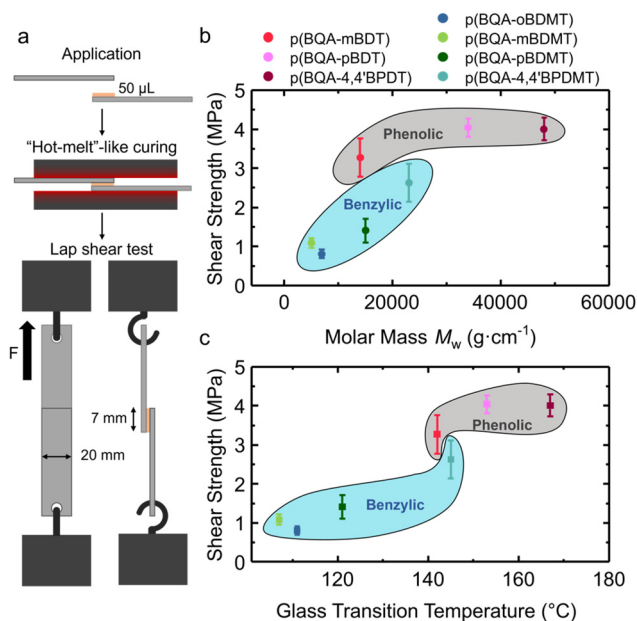 a
Application
50 µL
“Hot-melt”-like curing
Lap shear test
F
7 mm
20 mm
b
p(BQA-mBDT)
p(BQA-pBDT)
p(BQA-4,4'BPDT)
p(BQA-oBDMT)
p(BQA-mBDMT)
p(BQA-pBDMT)
p(BQA-4,4'BPDMT)
Shear Strength (MPa)
5
4
3
2
1
0
Phenolic
Benzylic
0 20000 40000 60000
Molar Mass Mw (g·cm-1)
c
Shear Strength (MPa)
5
4
3
2
1
0
Phenolic
Benzylic
120 140 160 180
Glass Transition Temperature (°C)